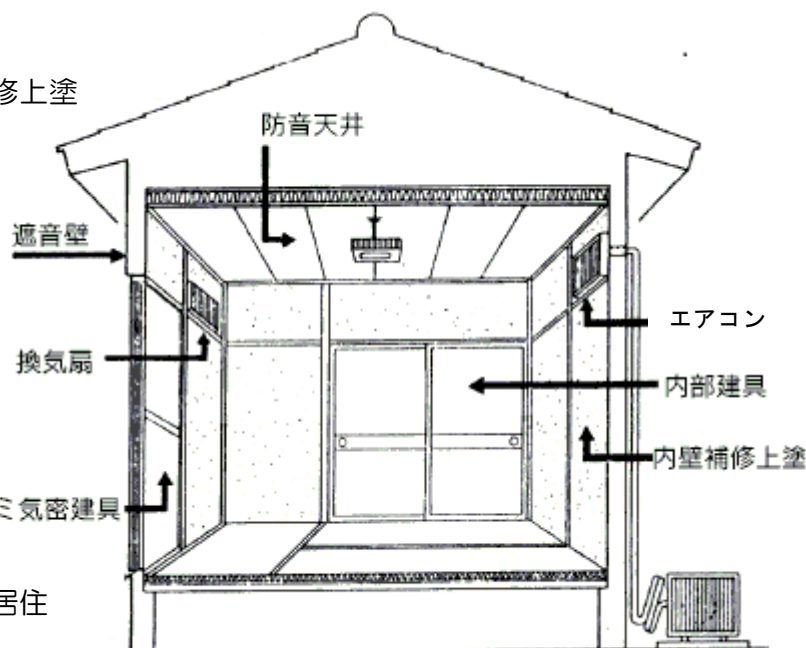 修上塗
防音天井
遮音壁
エアコン
換気扇
内部建具
内壁補修上塗
ミ気密建具
居住